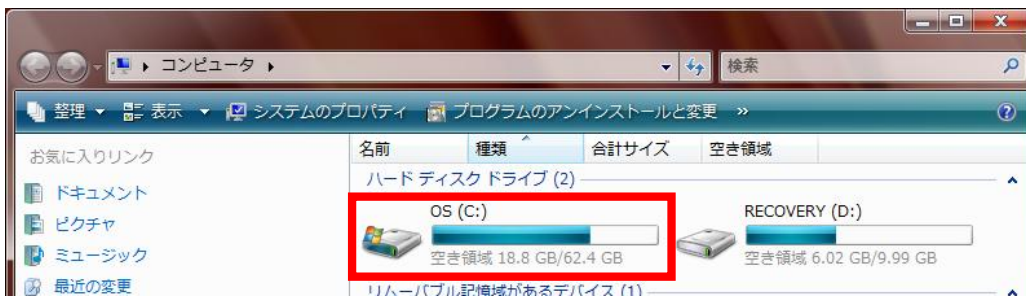 コンピュータ
検索
整理 表示 システムのプロパティ プログラムのアンインストールと変更 »
お気に入りリンク
名前 種類 合計サイズ 空き領域
ハード ディスク ドライブ (2)
ドキュメント
ピクチャ
ミュージック
最近の変更
OS (C:)
空き領域 18.8 GB/62.4 GB
RECOVERY (D:)
空き領域 6.02 GB/9.99 GB
リムーバブル記憶域があるデバイス (1)